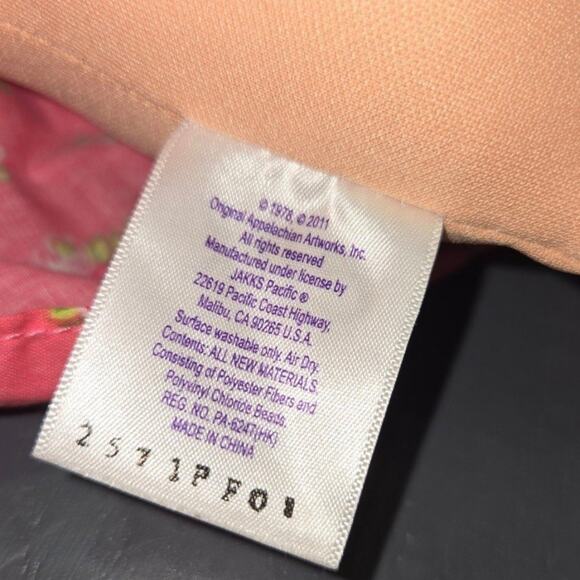 © 1978, © 2011
Original Appalachian Artworks, Inc.
All rights reserved
Manufactured under license by
JAKKS Pacific ®
22619 Pacific Coast Highway,
Malibu, CA 90265 U.S.A.
Surface washable only. Air Dry.
Contents: ALL NEW MATERIALS
Consisting of Polyester Fibers and
Polyvinyl Chloride Beads.
REG. NO. PA-6247(HK)
MADE IN CHINA
2571PF01